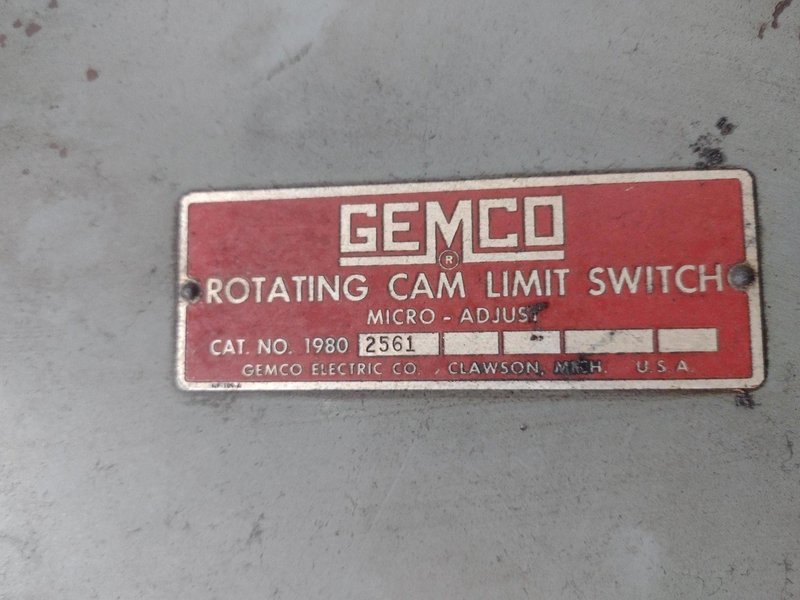 GEMCO
®
ROTATING CAM LIMIT SWITCH
MICRO - ADJUST
CAT. NO. 1980 2561
GEMCO ELECTRIC CO. , CLAWSON, MICH. U.S.A.